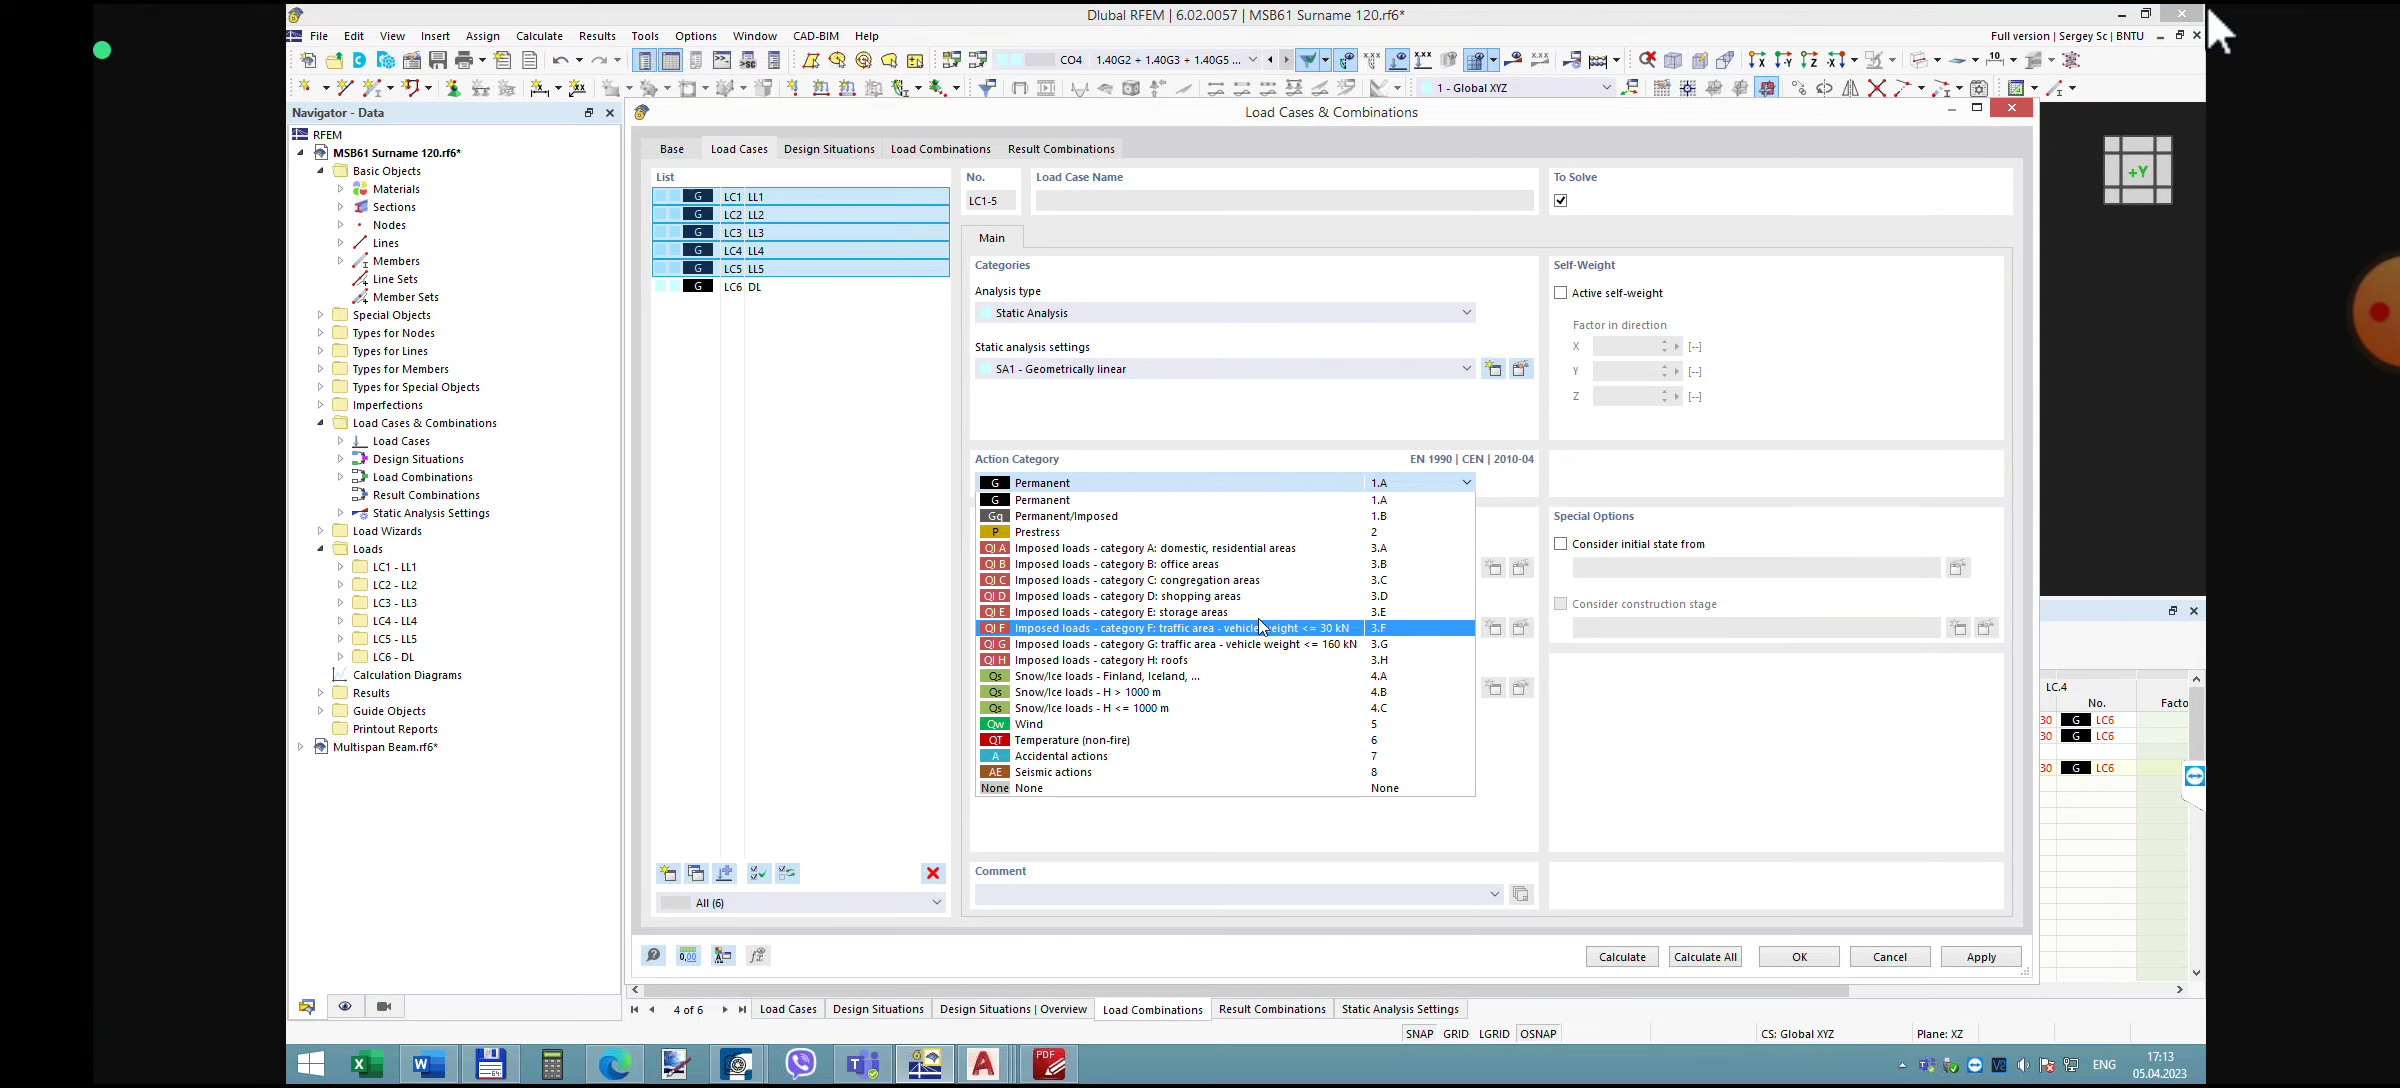 Dlubal RFEM | 6.02.0057 | MSB61 Surname 120.rf6*
File Edit View Insert Assign Calculate Results Tools Options Window CAD-BIM Help
Full version | Sergey Sc | BNTU
CO4 1.40G2 + 1.40G3 + 1.40G5 ...
1 - Global XYZ
Navigator - Data
RFEM
MSB61 Surname 120.rf6*
Basic Objects
Materials
Sections
Nodes
Lines
Members
Line Sets
Member Sets
Special Objects
Types for Nodes
Types for Lines
Types for Members
Types for Special Objects
Imperfections
Load Cases & Combinations
Load Cases
Design Situations
Load Combinations
Result Combinations
Static Analysis Settings
Load Wizards
Loads
LC1 - LL1
LC2 - LL2
LC3 - LL3
LC4 - LL4
LC5 - LL5
LC6 - DL
Calculation Diagrams
Results
Guide Objects
Printout Reports
Multispan Beam.rf6*
Load Cases & Combinations
Base Load Cases Design Situations Load Combinations Result Combinations
List
G LC1 LL1
G LC2 LL2
G LC3 LL3
G LC4 LL4
G LC5 LL5
G LC6 DL
All (6)
No.
LC1-5
Load Case Name
To Solve
Main
Categories
Analysis type
Static Analysis
Static analysis settings
SA1 - Geometrically linear
Self-Weight
Active self-weight
Factor in direction
X [--]
Y [--]
Z [--]
Action Category EN 1990 | CEN | 2010-04
G Permanent 1.A
G Permanent 1.A
Gq Permanent/Imposed 1.B
P Prestress 2
QI A Imposed loads - category A: domestic, residential areas 3.A
QI B Imposed loads - category B: office areas 3.B
QI C Imposed loads - category C: congregation areas 3.C
QI D Imposed loads - category D: shopping areas 3.D
QI E Imposed loads - category E: storage areas 3.E
QI F Imposed loads - category F: traffic area - vehicle weight <= 30 kN 3.F
QI G Imposed loads - category G: traffic area - vehicle weight <= 160 kN 3.G
QI H Imposed loads - category H: roofs 3.H
Qs Snow/Ice loads - Finland, Iceland, ... 4.A
Qs Snow/Ice loads - H > 1000 m 4.B
Qs Snow/Ice loads - H <= 1000 m 4.C
Qw Wind 5
QT Temperature (non-fire) 6
A Accidental actions 7
AE Seismic actions 8
None None None
Special Options
Consider initial state from
Consider construction stage
Comment
Calculate Calculate All OK Cancel Apply
+Y
LC.4
No. Facto
30 G LC6
30 G LC6
30 G LC6
4 of 6 Load Cases Design Situations Design Situations | Overview Load Combinations Result Combinations Static Analysis Settings
SNAP GRID LGRID OSNAP CS: Global XYZ Plane: XZ
PDF
ENG
17:13
05.04.2023